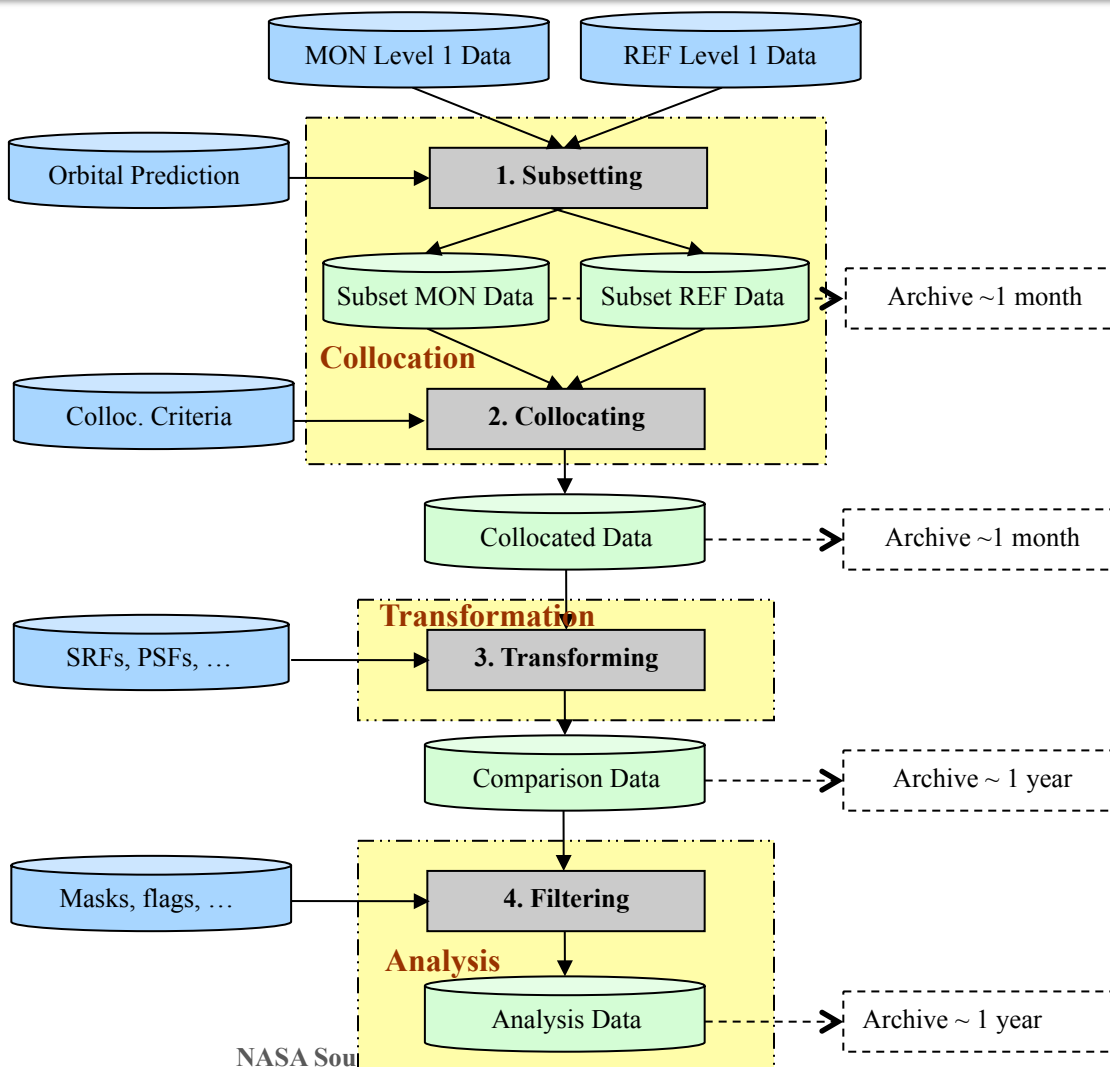 MON Level 1 Data
REF Level 1 Data
Orbital Prediction
1. Subsetting
Subset MON Data
Subset REF Data
Archive ~1 month
Collocation
Colloc. Criteria
2. Collocating
Collocated Data
Archive ~1 month
Transformation
SRFs, PSFs, …
3. Transforming
Comparison Data
Archive ~ 1 year
Masks, flags, …
4. Filtering
Analysis
Analysis Data
Archive ~ 1 year
NASA Sou